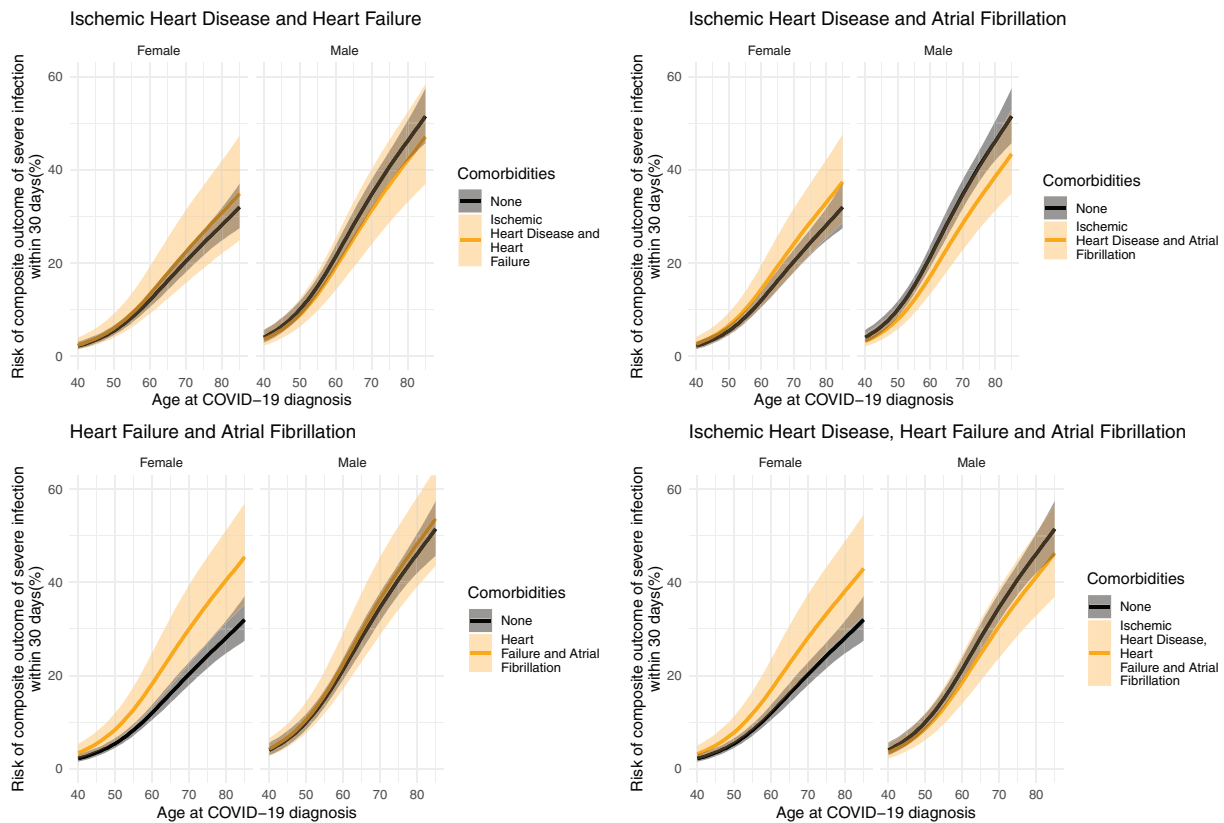 Ischemic Heart Disease and Heart Failure
Female
Male
Risk of composite outcome of severe infection
within 30 days(%)
60
40
20
0
40 50 60 70 80
40 50 60 70 80
Age at COVID−19 diagnosis
Comorbidities
None
Ischemic
Heart Disease and
Heart
Failure
Ischemic Heart Disease and Atrial Fibrillation
Female
Male
Risk of composite outcome of severe infection
within 30 days(%)
60
40
20
0
40 50 60 70 80
40 50 60 70 80
Age at COVID−19 diagnosis
Comorbidities
None
Ischemic
Heart Disease and Atrial
Fibrillation
Heart Failure and Atrial Fibrillation
Female
Male
Risk of composite outcome of severe infection
within 30 days(%)
60
40
20
0
40 50 60 70 80
40 50 60 70 80
Age at COVID−19 diagnosis
Comorbidities
None
Heart
Failure and Atrial
Fibrillation
Ischemic Heart Disease, Heart Failure and Atrial Fibrillation
Female
Male
Risk of composite outcome of severe infection
within 30 days(%)
60
40
20
0
40 50 60 70 80
40 50 60 70 80
Age at COVID−19 diagnosis
Comorbidities
None
Ischemic
Heart Disease,
Heart
Failure and Atrial
Fibrillation